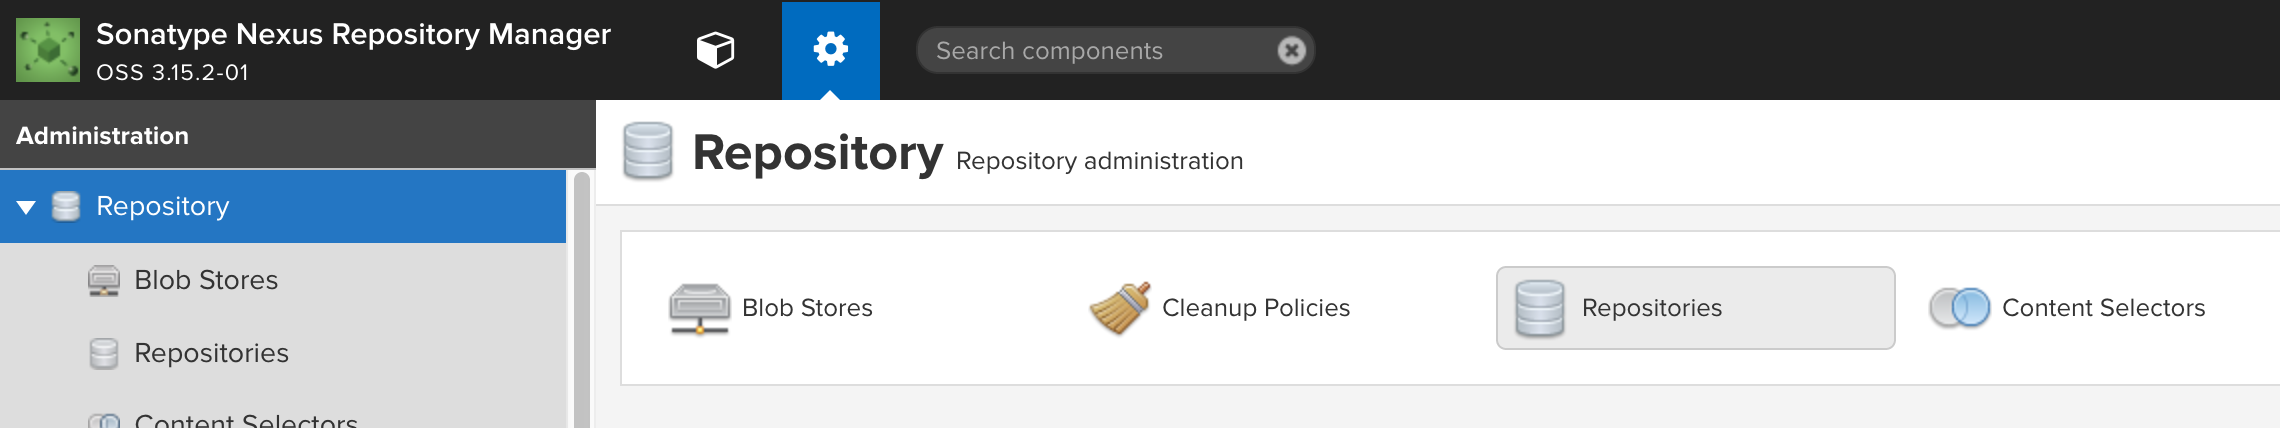 Sonatype Nexus Repository Manager
OSS 3.15.2-01
Search components
Administration
Repository
Blob Stores
Repositories
Content Selectors
Repository Repository administration
Blob Stores
Cleanup Policies
Repositories
Content Selectors